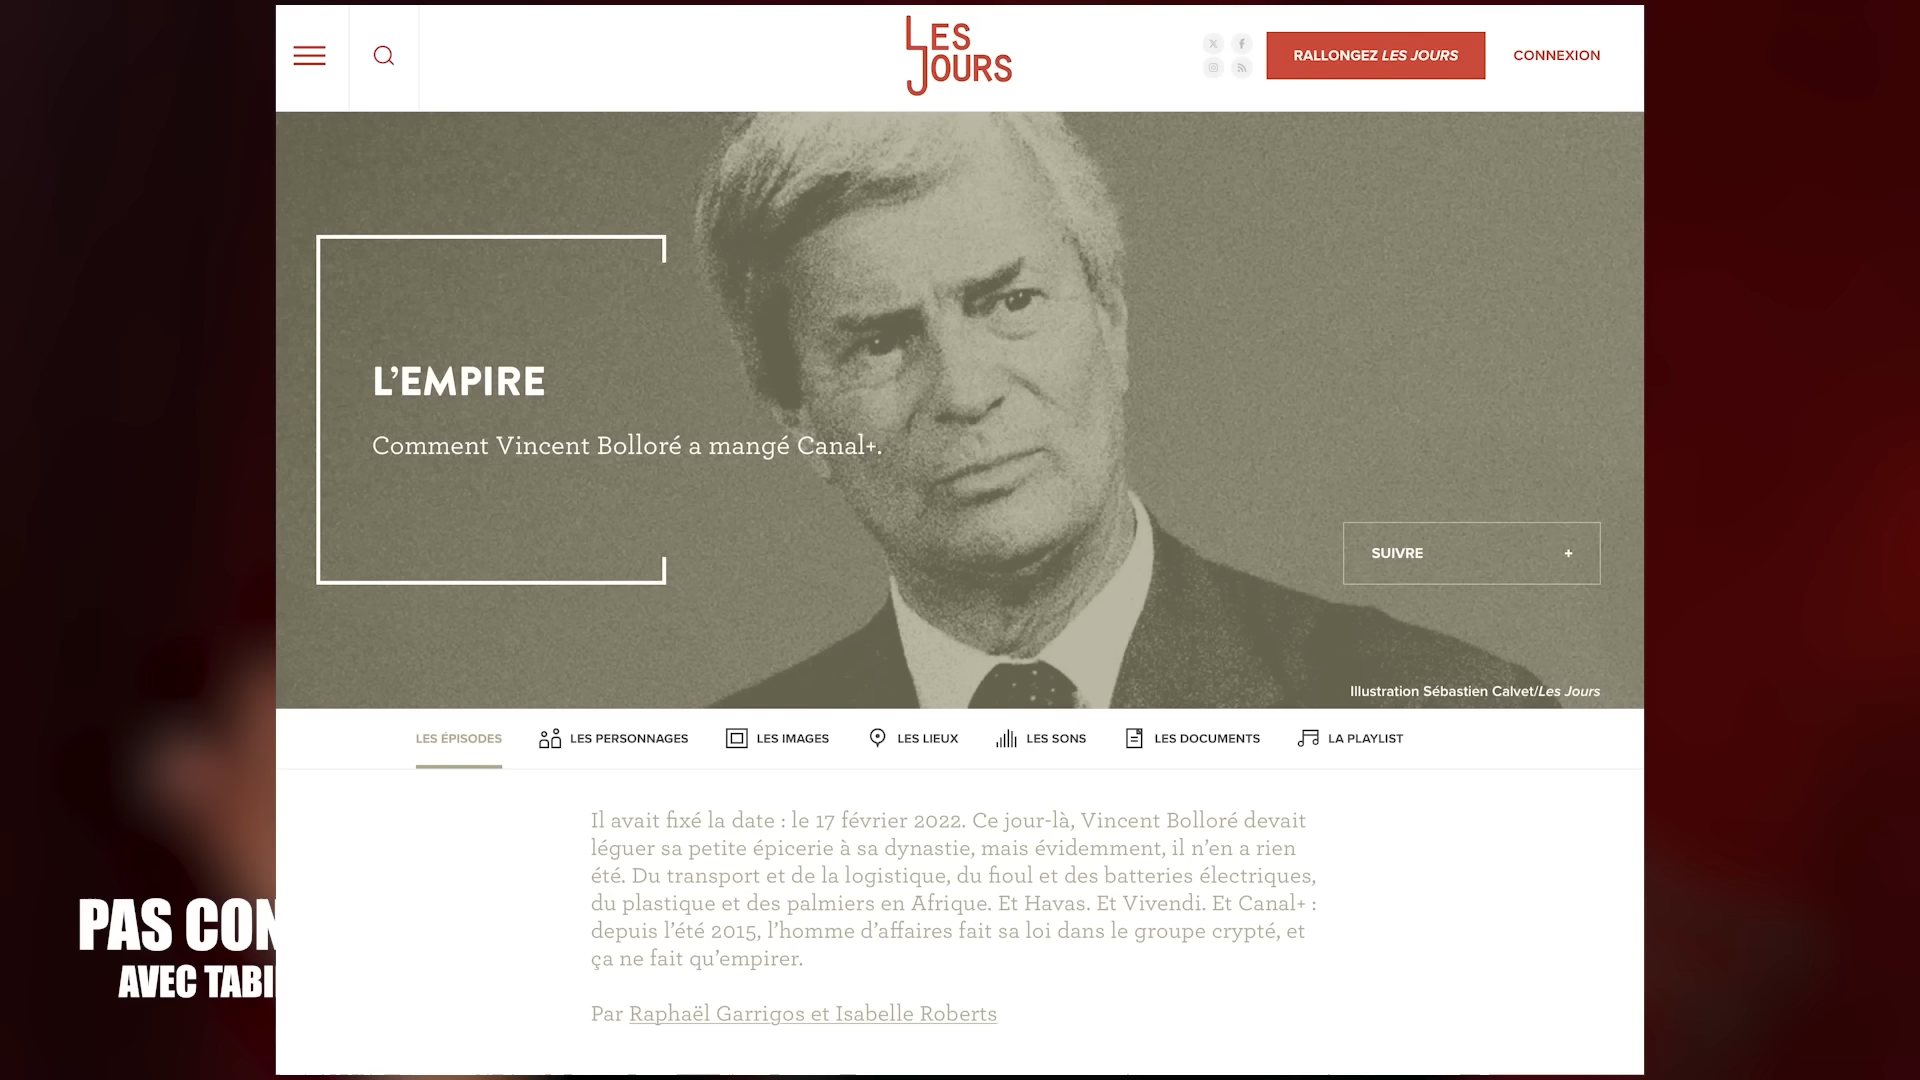 LES
JOURS
RALLONGEZ LES JOURS
CONNEXION
L’EMPIRE
Comment Vincent Bolloré a mangé Canal+.
SUIVRE +
Illustration Sébastien Calvet/Les Jours
LES ÉPISODES
LES PERSONNAGES
LES IMAGES
LES LIEUX
LES SONS
LES DOCUMENTS
LA PLAYLIST
Il avait fixé la date : le 17 février 2022. Ce jour-là, Vincent Bolloré devait
léguer sa petite épicerie à sa dynastie, mais évidemment, il n’en a rien
été. Du transport et de la logistique, du fioul et des batteries électriques,
du plastique et des palmiers en Afrique. Et Havas. Et Vivendi. Et Canal+ :
depuis l’été 2015, l’homme d’affaires fait sa loi dans le groupe crypté, et
ça ne fait qu’empirer.
Par Raphaël Garrigos et Isabelle Roberts
PAS CON
AVEC TABI